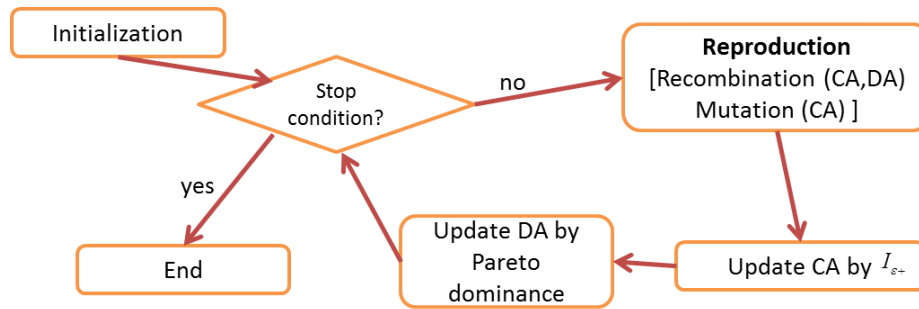 Initialization
Stop
condition?
no
yes
End
Reproduction
[Recombination (CA,DA)
Mutation (CA) ]
Update CA by I_{ε+}
Update DA by
Pareto
dominance